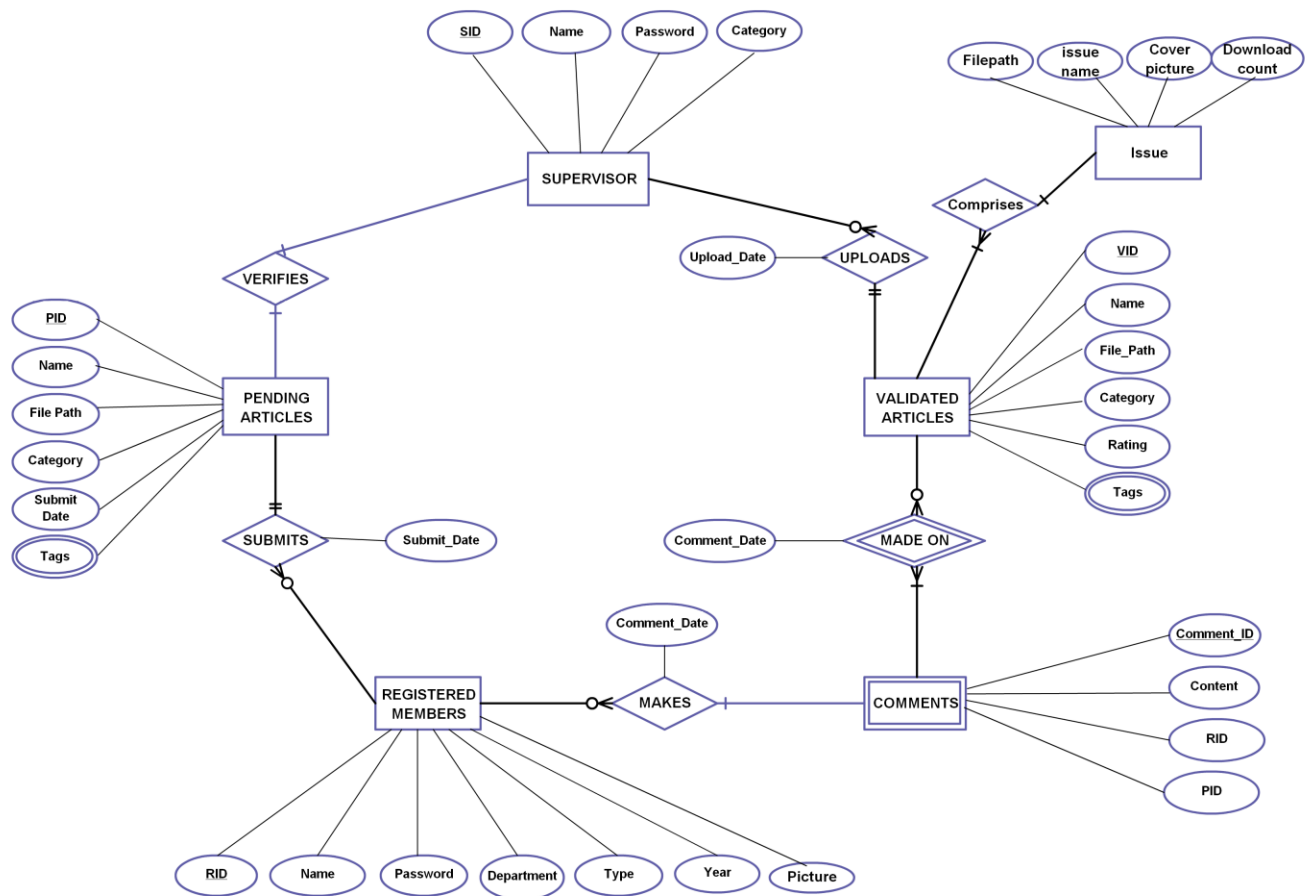 SID
Name
Password
Category
Filepath
issue
name
Cover
picture
Download
count
SUPERVISOR
Issue
Comprises
VERIFIES
Upload_Date
UPLOADS
VID
Name
File_Path
Category
Rating
Tags
PID
Name
File Path
Category
Submit
Date
Tags
PENDING
ARTICLES
VALIDATED
ARTICLES
SUBMITS
Submit_Date
Comment_Date
MADE ON
Comment_Date
REGISTERED
MEMBERS
MAKES
COMMENTS
Comment_ID
Content
RID
PID
RID
Name
Password
Department
Type
Year
Picture